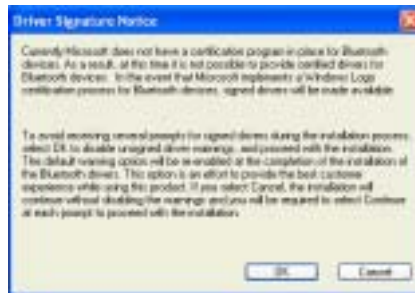 Driver Signature Notice
Currently Microsoft does not have a certification program in place for Bluetooth
devices. As a result, at this time it is not possible to provide certified drivers for
Bluetooth devices. In the event that Microsoft implements a Windows Logo
certification process for Bluetooth devices, signed drivers will be made available.
To avoid receiving several prompts for signed drivers during the installation process,
select OK to disable unsigned driver warnings, and proceed with the installation.
This default warning option will be re-enabled at the completion of the installation of
the Bluetooth drivers. This option is an effort to provide the best customer
experience while using this product. If you select Cancel, the installation will
continue without disabling the warnings and you will be required to select Continue
at each prompt to proceed with the installation.
OK
Cancel